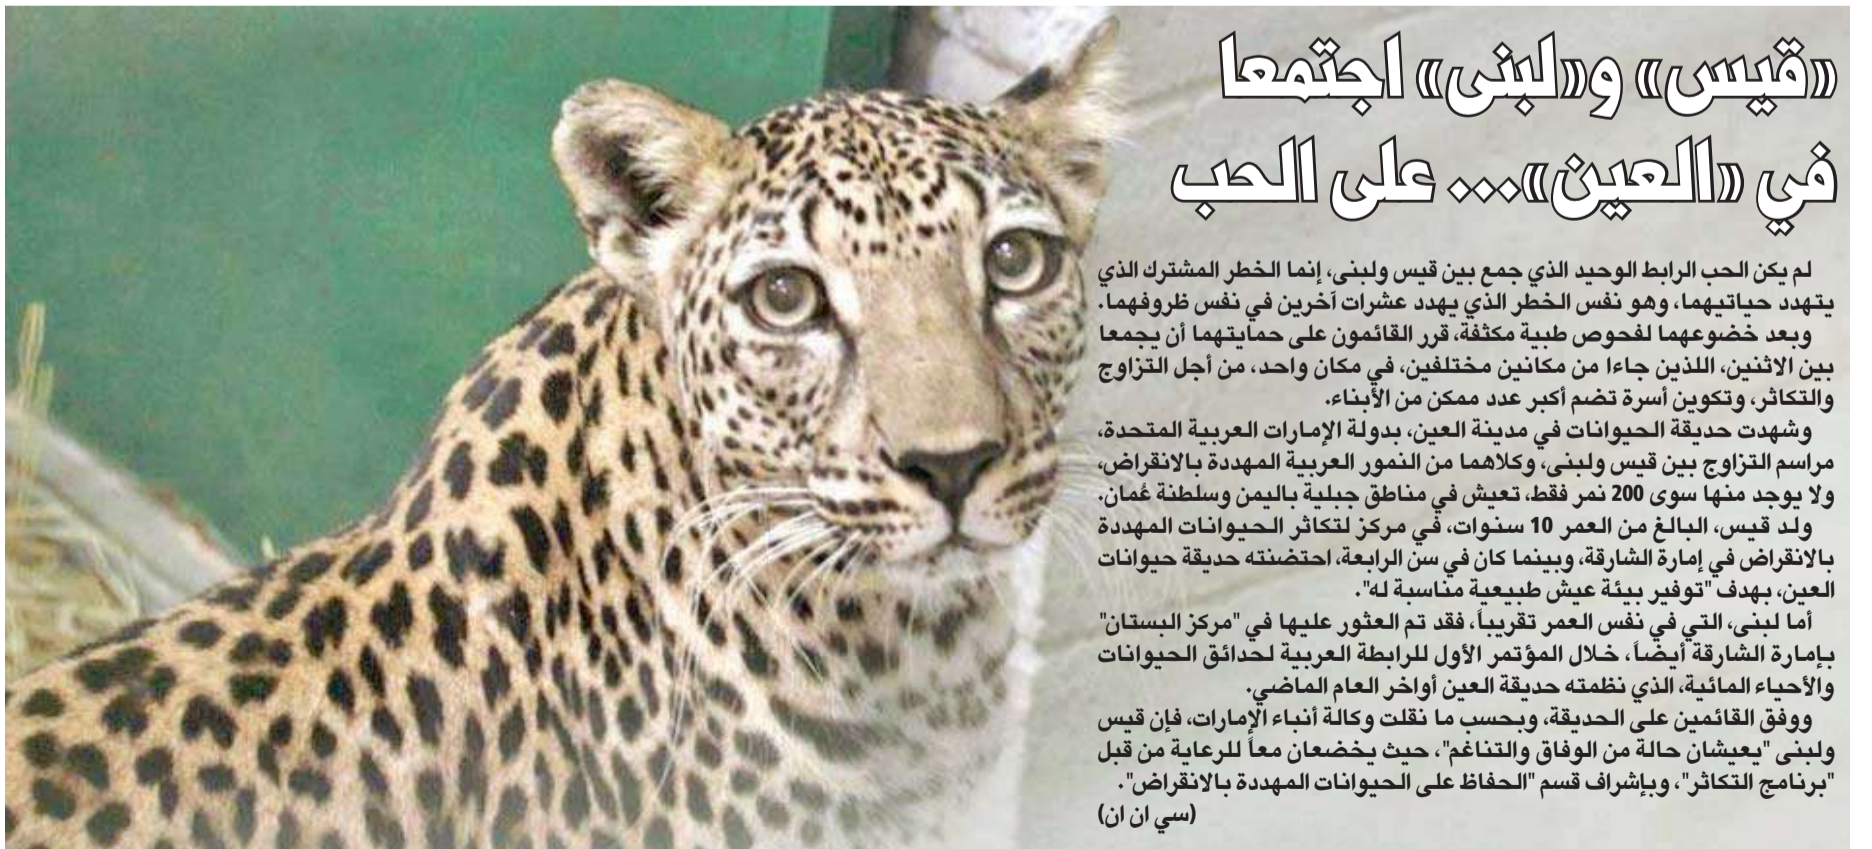 «قيس» و«لبنى» اجتمعا
في «العين»... على الحب
لم يكن الحب الرابط الوحيد الذي جمع بين قيس ولبنى، إنما الخطر المشترك الذي
يتهدد حياتيهما، وهو نفس الخطر الذي يهدد عشرات آخرين في نفس ظروفهما.
وبعد خضوعهما لفحوص طبية مكثفة، قرر القائمون على حمايتهما أن يجمعا
بين الاثنين، اللذين جاءا من مكانين مختلفين، في مكان واحد، من أجل التزاوج
والتكاثر، وتكوين أسرة تضم أكبر عدد ممكن من الأبناء.
وشهدت حديقة الحيوانات في مدينة العين، بدولة الإمارات العربية المتحدة،
مراسم التزاوج بين قيس ولبنى، وكلاهما من النمور العربية المهددة بالانقراض،
ولا يوجد منها سوى 200 نمر فقط، تعيش في مناطق جبلية باليمن وسلطنة عُمان.
ولد قيس، البالغ من العمر 10 سنوات، في مركز لتكاثر الحيوانات المهددة
بالانقراض في إمارة الشارقة، وبينما كان في سن الرابعة، احتضنته حديقة حيوانات
العين، بهدف "توفير بيئة عيش طبيعية مناسبة له".
أما لبنى، التي في نفس العمر تقريباً، فقد تم العثور عليها في "مركز البستان"
بإمارة الشارقة أيضاً، خلال المؤتمر الأول للرابطة العربية لحدائق الحيوانات
والأحياء المائية، الذي نظمته حديقة العين أواخر العام الماضي.
ووفق القائمين على الحديقة، وبحسب ما نقلت وكالة أنباء الإمارات، فإن قيس
ولبنى "يعيشان حالة من الوفاق والتناغم"، حيث يخضعان معاً للرعاية من قبل
"برنامج التكاثر"، وبإشراف قسم "الحفاظ على الحيوانات المهددة بالانقراض".
(سي ان ان)